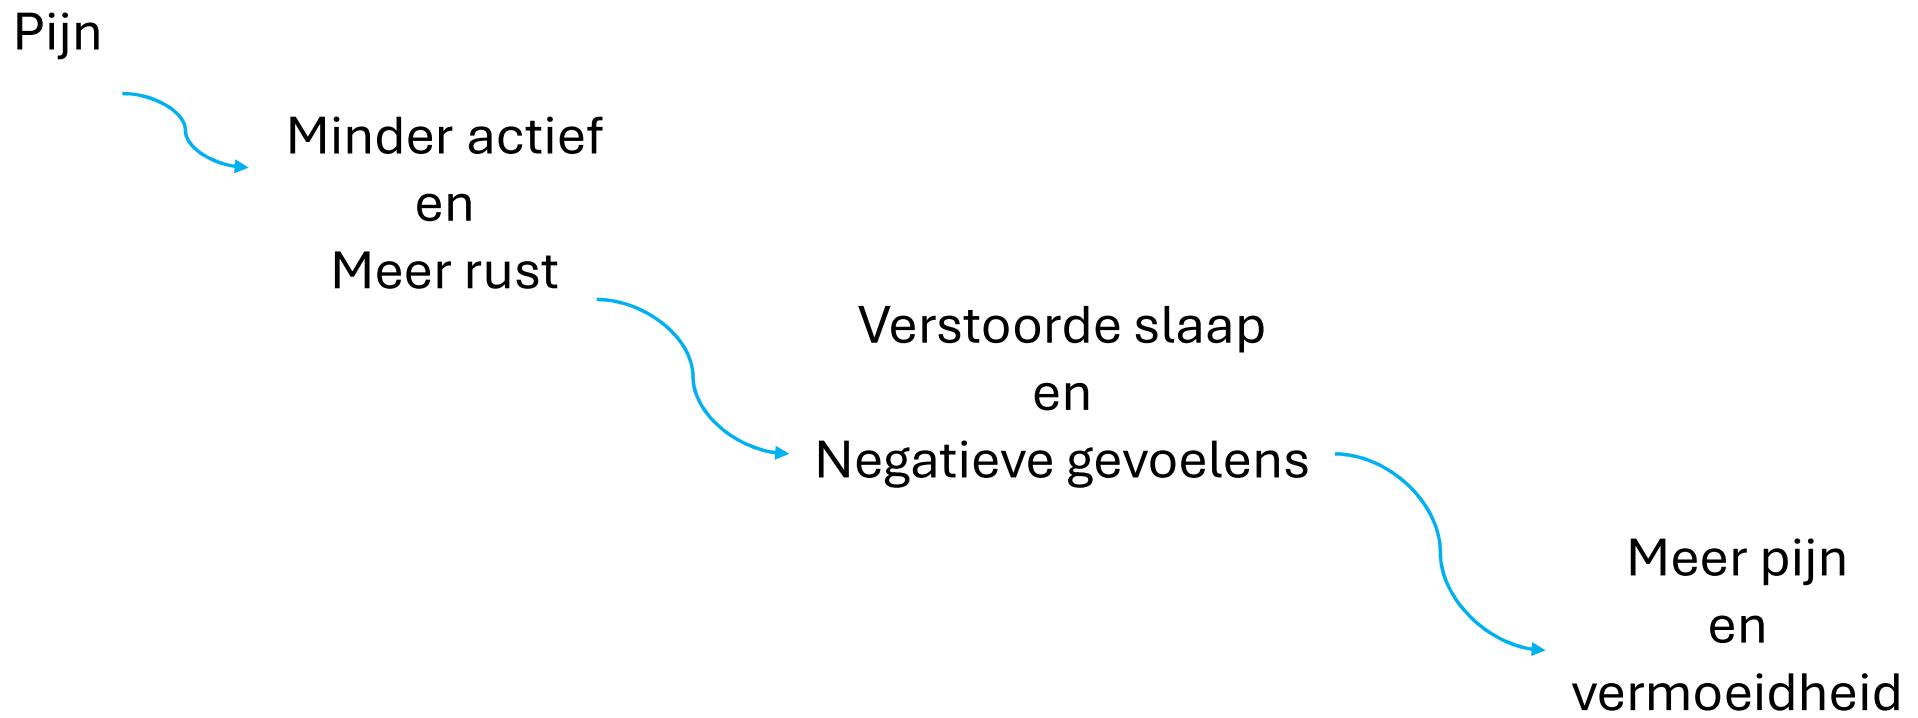 Pijn
Minder actief
en
Meer rust
Verstoorde slaap
en
Negatieve gevoelens
Meer pijn
en
vermoeidheid